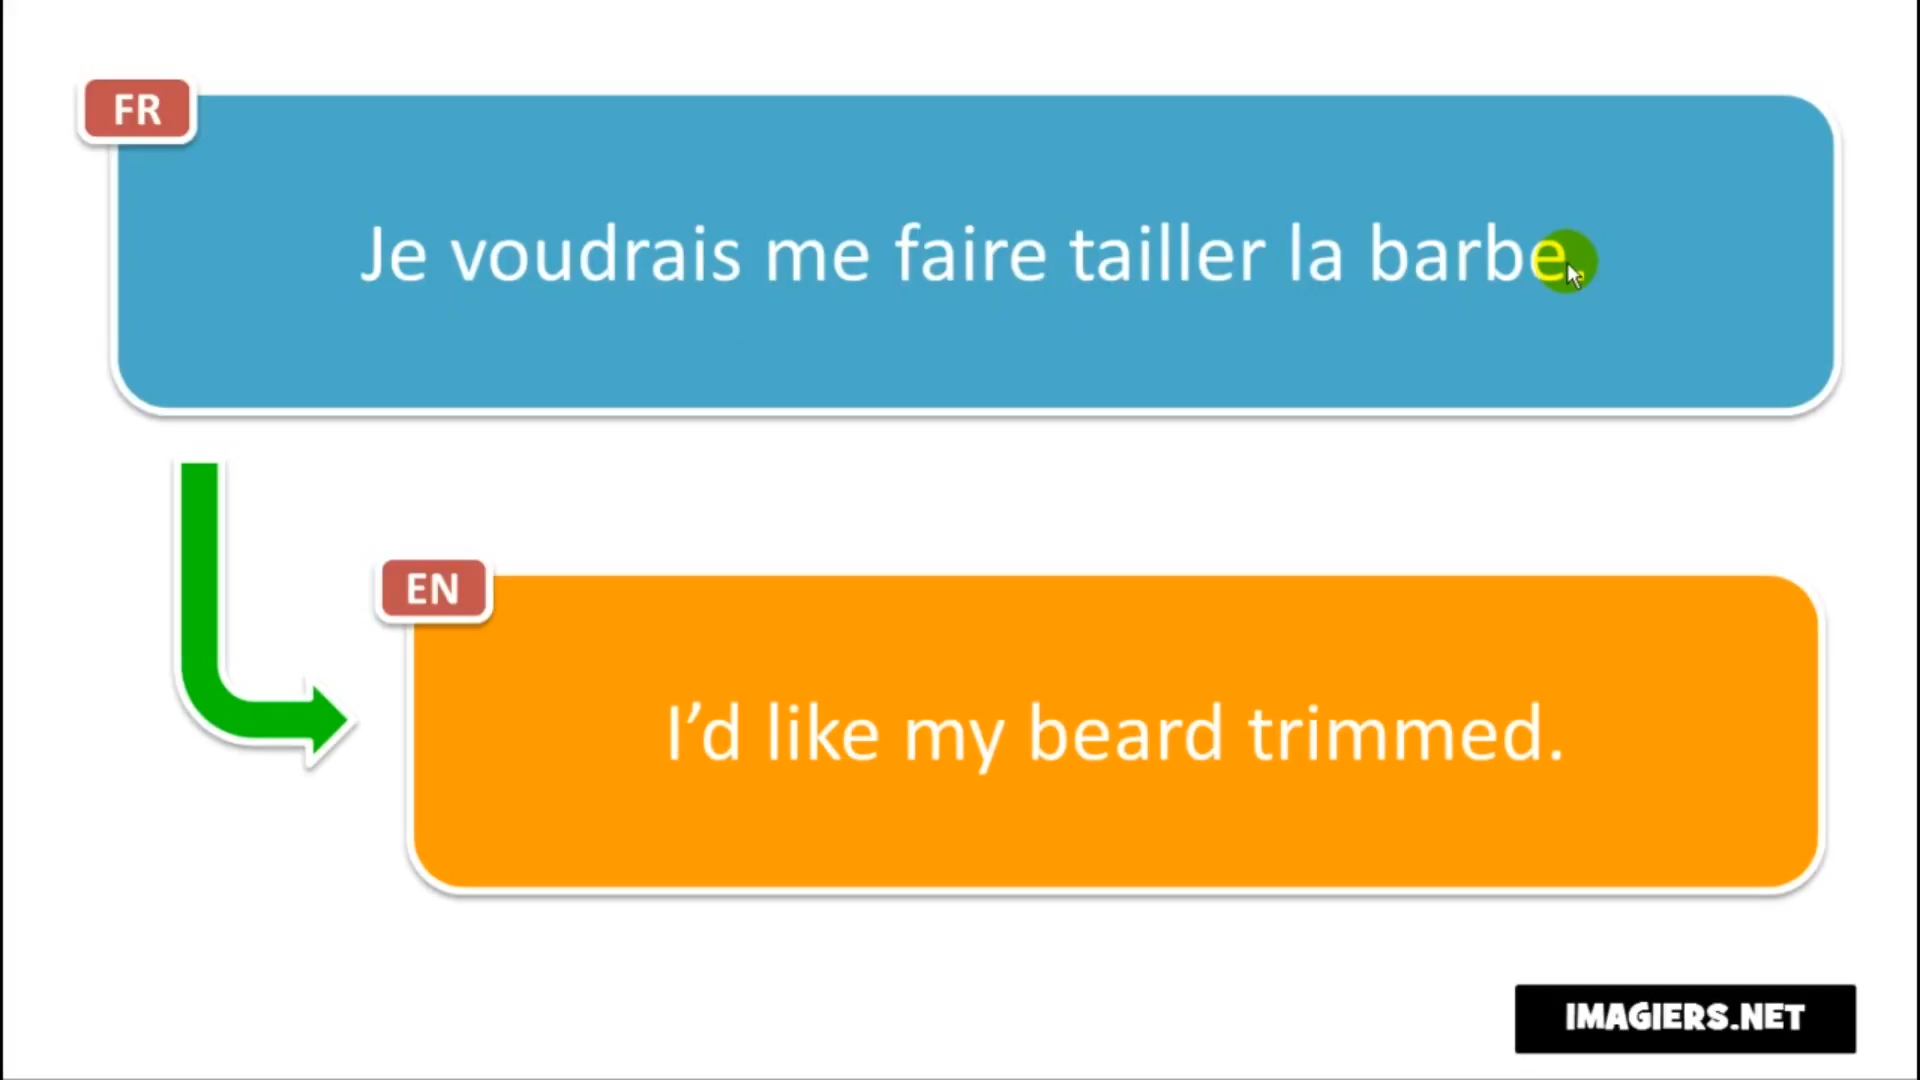 FR
Je voudrais me faire tailler la barbe.
EN
I’d like my beard trimmed.
IMAGIERS.NET